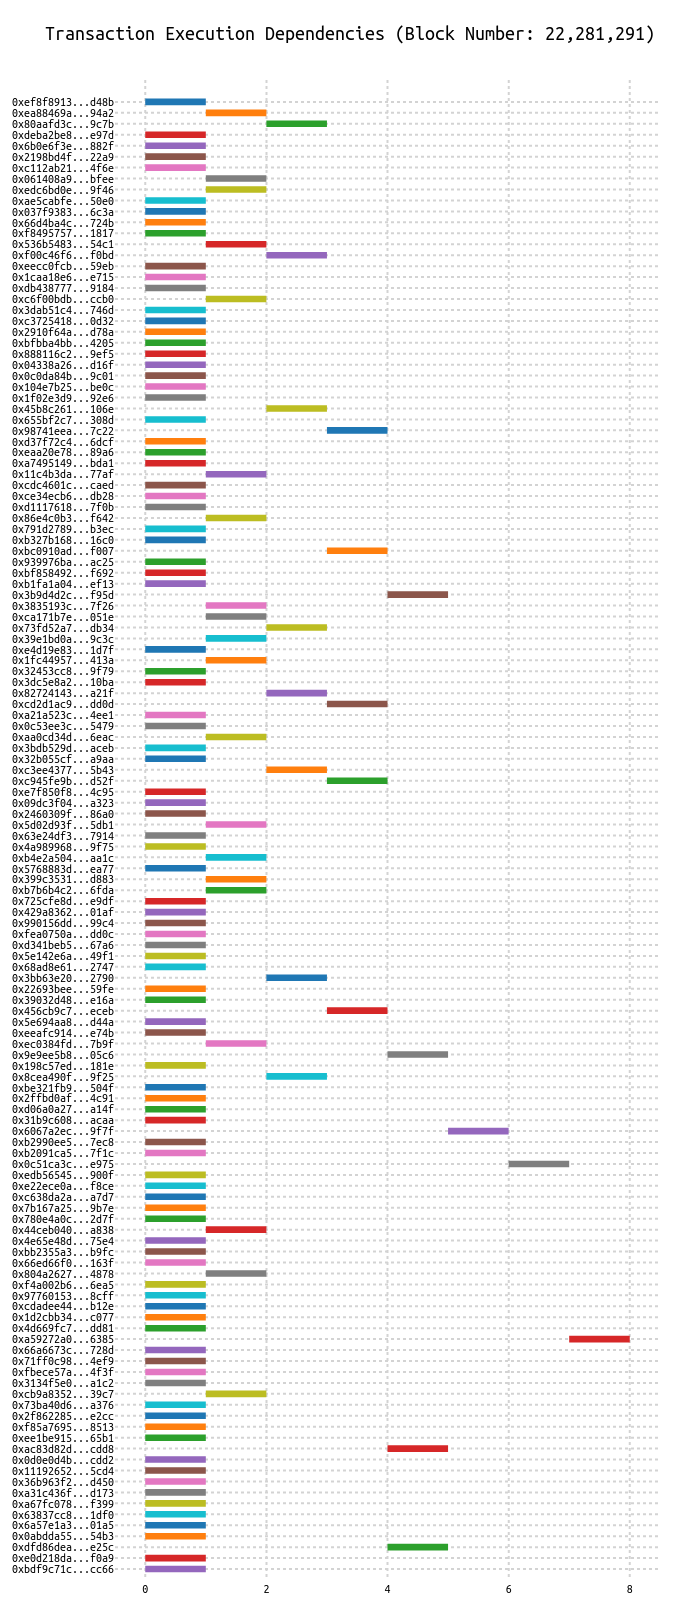 Transaction Execution Dependencies (Block Number: 22,281,291)
0xef8f8913...d48b
0xea88469a...94a2
0x80aafd3c...9c7b
0xdeba2be8...e97d
0x6b0e6f3e...882f
0x2198bd4f...22a9
0xc112ab21...4f6e
0x061408a9...bfee
0xedc6bd0e...9f46
0xae5cabfe...50e0
0x037f9383...6c3a
0x66d4ba4c...724b
0xf8495757...1817
0x536b5483...54c1
0xf00c46f6...f0bd
0xeecc0fcb...59eb
0x1caa18e6...e715
0xdb438777...9184
0xc6f00bdb...ccb0
0x3dab51c4...746d
0xc3725418...0d32
0x2910f64a...d78a
0xbfbba4bb...4205
0x888116c2...9ef5
0x04338a26...d16f
0x0c0da84b...9c01
0x104e7b25...be0c
0x1f02e3d9...92e6
0x45b8c261...106e
0x655bf2c7...308d
0x98741eea...7c22
0xd37f72c4...6dcf
0xeaa20e78...89a6
0xa7495149...bda1
0x11c4b3da...77af
0xcdc4601c...caed
0xce34ecb6...db28
0xd1117618...7f0b
0x86e4c0b3...f642
0x791d2789...b3ec
0xb327b168...16c0
0xbc0910ad...f007
0x939976ba...ac25
0xbf858492...f692
0xb1fa1a04...ef13
0x3b9d4d2c...f95d
0x3835193c...7f26
0xca171b7e...051e
0x73fd52a7...db34
0x39e1bd0a...9c3c
0xe4d19e83...1d7f
0x1fc44957...413a
0x32453cc8...9f79
0x3dc5e8a2...10ba
0x82724143...a21f
0xcd2d1ac9...dd0d
0xa21a523c...4ee1
0x0c53ee3c...5479
0xaa0cd34d...6eac
0x3bdb529d...aceb
0x32b055cf...a9aa
0xc3ee4377...5b43
0xc945fe9b...d52f
0xe7f850f8...4c95
0x09dc3f04...a323
0x2460309f...86a0
0x5d02d93f...5db1
0x63e24df3...7914
0x4a989968...9f75
0xb4e2a504...aa1c
0x5768883d...ea77
0x399c3531...d883
0xb7b6b4c2...6fda
0x725cfe8d...e9df
0x429a8362...01af
0x990156dd...99c4
0xfea0750a...dd0c
0xd341beb5...67a6
0x5e142e6a...49f1
0x68ad8e61...2747
0x3bb63e20...2790
0x22693bee...59fe
0x39032d48...e16a
0x456cb9c7...eceb
0x5e694aa8...d44a
0xeeafc914...e74b
0xec0384fd...7b9f
0x9e9ee5b8...05c6
0x198c57ed...181e
0x8cea490f...9f25
0xbe321fb9...504f
0x2ffbd0af...4c91
0xd06a0a27...a14f
0x31b9c608...acaa
0x6067a2ec...9f7f
0xb2990ee5...7ec8
0xb2091ca5...7f1c
0x0c51ca3c...e975
0xedb56545...900f
0xe22ece0a...f8ce
0xc638da2a...a7d7
0x7b167a25...9b7e
0x780e4a0c...2d7f
0x44ceb040...a838
0x4e65e48d...75e4
0xbb2355a3...b9fc
0x66ed66f0...163f
0x804a2627...4878
0xf4a002b6...6ea5
0x97760153...8cff
0xcdadee44...b12e
0x1d2cbb34...c077
0x4d669fc7...dd81
0xa59272a0...6385
0x66a6673c...728d
0x71ff0c98...4ef9
0xfbece57a...4f3f
0x3134f5e0...a1c2
0xcb9a8352...39c7
0x73ba40d6...a376
0x2f862285...e2cc
0xf85a7695...8513
0xee1be915...65b1
0xac83d82d...cdd8
0x0d0e0d4b...cdd2
0x11192652...5cd4
0x36b963f2...d450
0xa31c436f...d173
0xa67fc078...f399
0x63837cc8...1df0
0x6a57e1a3...01a5
0x0abdda55...54b3
0xdfd86dea...e25c
0xe0d218da...f0a9
0xbdf9c71c...cc66
0 2 4 6 8